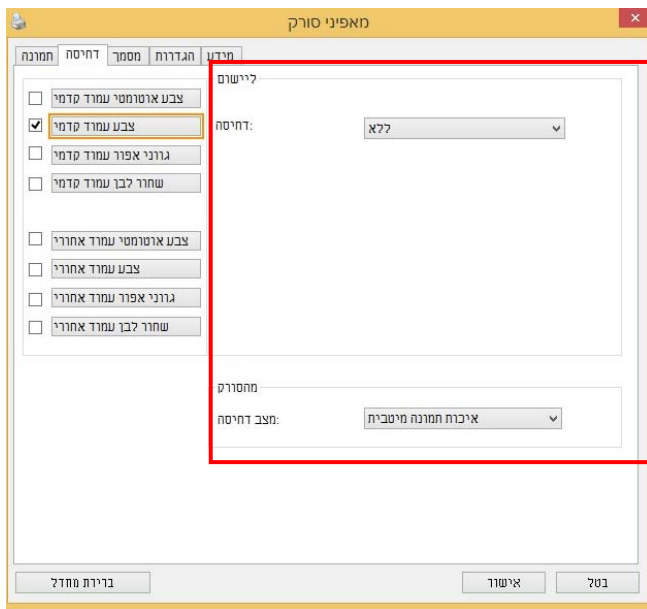 מאפיני סורק
תמונה דחיסה מסמך הגדרות מידע
צבע אוטומטי עמוד קדמי
צבע עמוד קדמי
גווני אפור עמוד קדמי
שחור לבן עמוד קדמי
צבע אוטומטי עמוד אחורי
צבע עמוד אחורי
גווני אפור עמוד אחורי
שחור לבן עמוד אחורי
ליישום
דחיסה: ללא
מהסורק
מצב דחיסה: איכות תמונה מיטבית
ברירת מחדל אישור בטל